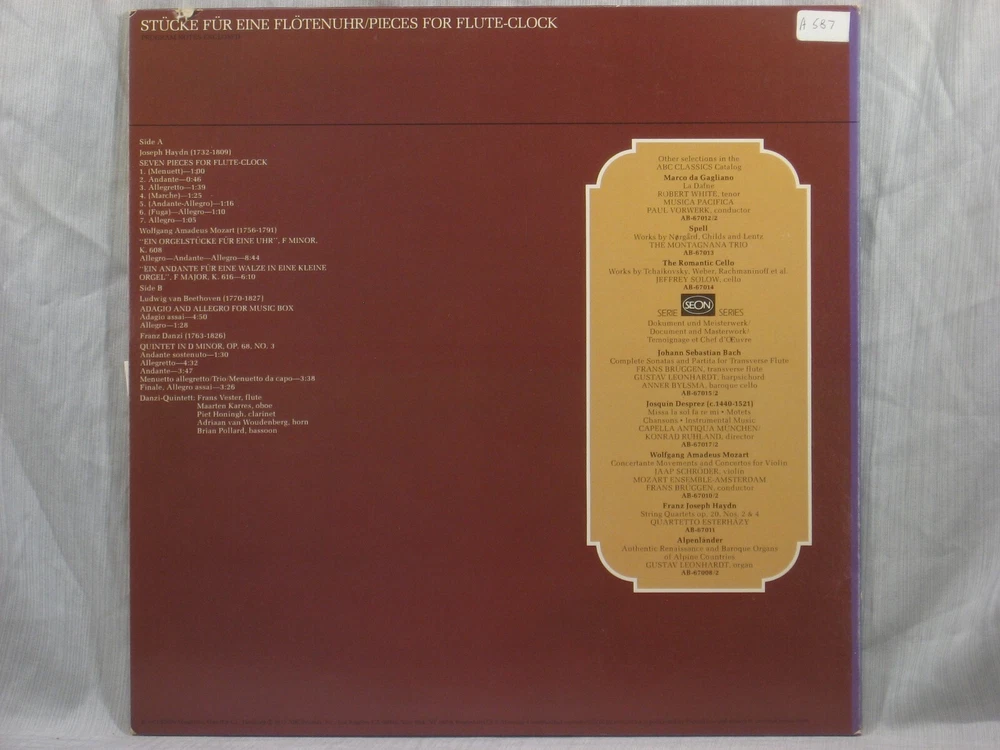 STÜCKE FÜR EINE FLÖTENUHR/PIECES FOR FLUTE-CLOCK
A 587
Side A
Joseph Haydn (1732-1809)
SEVEN PIECES FOR FLUTE-CLOCK
1. (Menuett)—1:00
2. Andante—0:46
3. Allegretto—1:39
4. (Marche)—1:25
5. (Andante-Allegro)—1:16
6. (Fuga)—Allegro—1:10
7. Allegro—1:05
Wolfgang Amadeus Mozart (1756-1791)
"EIN ORGELSTÜCKE FÜR EINE UHR", F MINOR,
K. 608
Allegro—Andante—Allegro—8:44
"EIN ANDANTE FÜR EINE WALZE IN EINE KLEINE
ORGEL", F MAJOR, K. 616—6:10
Side B
Ludwig van Beethoven (1770-1827)
ADAGIO AND ALLEGRO FOR MUSIC BOX
Adagio assai—4:50
Allegro—1:28
Franz Danzi (1763-1826)
QUINTET IN D MINOR, OP. 68, NO. 3
Andante sostenuto—1:30
Allegretto—4:32
Andante—3:47
Menuetto allegretto/Trio/Menuetto da capo—3:38
Finale, Allegro assai—3:26
Danzi-Quintett: Frans Vester, flute
Maarten Karres, oboe
Piet Honingh, clarinet
Adriaan van Woudenberg, horn
Brian Pollard, bassoon
Other selections in the
ABC CLASSICS Catalog
Marco da Gagliano
La Dafne
ROBERT WHITE, tenor
MUSICA PACIFICA
PAUL VORWERK, conductor
AB-67012/2
Spell
Works by Nørgåof, Childs and Lentz
THE MONTAGNANA TRIO
AB-67013
The Romantic Cello
Works by Tchaikovsky, Weber, Rachmaninoff et al
JEFFREY SOLOW, cello
AB-67014
SERIE SEON SERIES
Dokument und Meisterwerk/
Document and Masterwork/
Temoignage et Chef d'Œuvre
Johann Sebastian Bach
Complete Sonatas and Partita for Transverse Flute
FRANS BRÜGGEN, transverse flute
GUSTAV LEONHARDT, harpsichord
ANNER BYLSMA, baroque cello
AB-67015/2
Josquin Desprez (c.1440-1521)
Missa la sol fa re mi • Motets
Chansons • Instrumental Music
CAPELLA ANTIQUA MÜNCHEN/
KONRAD RUHLAND, director
AB-67017/2
Wolfgang Amadeus Mozart
Concertante Movements and Concertos for Violin
JAAP SCHRÖDER, violin
MOZART ENSEMBLE AMSTERDAM
FRANS BRÜGGEN, conductor
AB-67010/2
Franz Joseph Haydn
String Quartets op. 20, Nos. 2 & 4
QUARTETTO ESTERHÁZY
AB-67011
Alpenländer
Authentic Renaissance and Baroque Organs
of Alpine Countries
GUSTAV LEONHARDT, organ
AB-67008/2